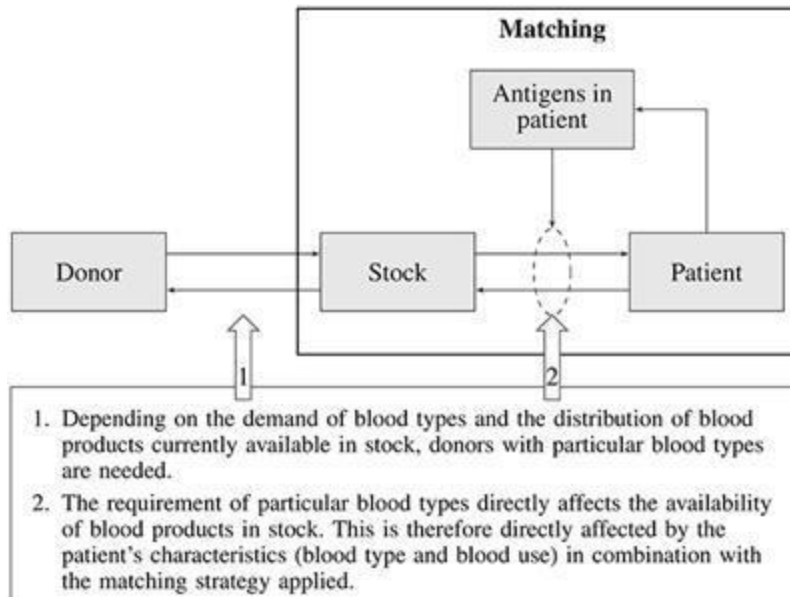 Matching
Antigens in
patient
Donor
Stock
Patient
1
2
1. Depending on the demand of blood types and the distribution of blood
products currently available in stock, donors with particular blood types
are needed.
2. The requirement of particular blood types directly affects the availability
of blood products in stock. This is therefore directly affected by the
patient's characteristics (blood type and blood use) in combination with
the matching strategy applied.